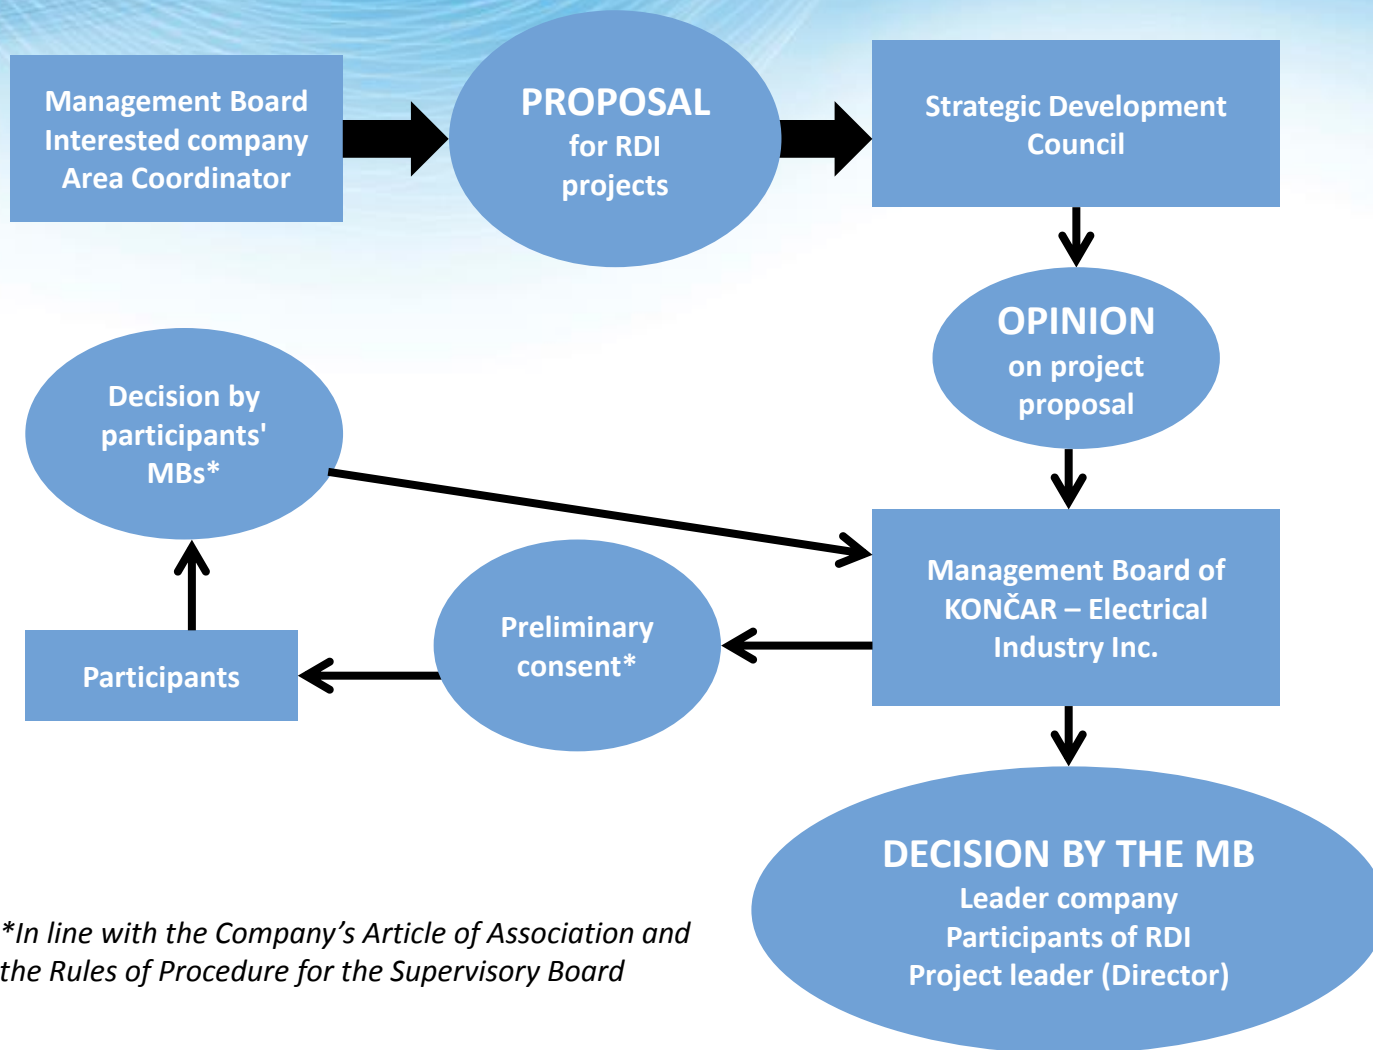 Management Board
Interested company
Area Coordinator
PROPOSAL
for RDI
projects
Strategic Development
Council
OPINION
on project
proposal
Decision by
participants'
MBs*
Management Board of
KONČAR – Electrical
Industry Inc.
Preliminary
consent*
Participants
DECISION BY THE MB
Leader company
Participants of RDI
Project leader (Director)
*In line with the Company’s Article of Association and
the Rules of Procedure for the Supervisory Board